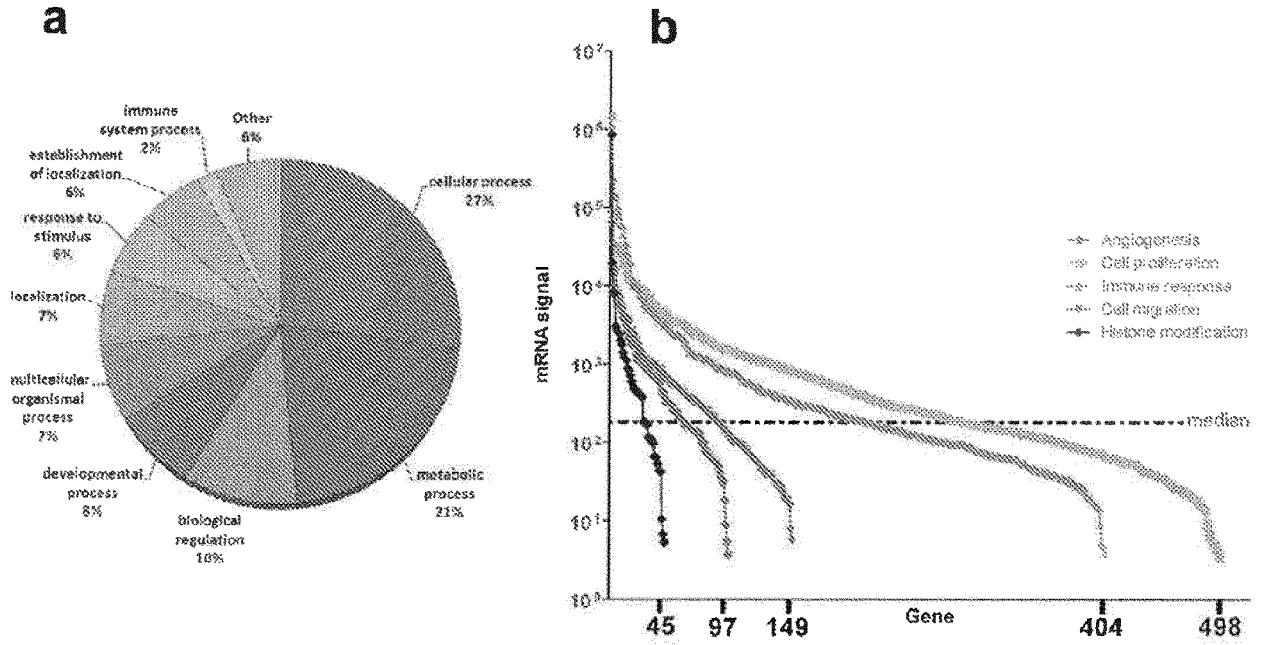 a
immune
system process
2%
Other
6%
establishment
of localization
6%
response to
stimulus
6%
localization
7%
multicellular
organismal
process
7%
developmental
process
8%
biological
regulation
10%
metabolic
process
21%
cellular process
27%
b
mRNA signal
10⁷
10⁶
10⁵
10⁴
10³
10²
10¹
10⁰
Angiogenesis
Cell proliferation
Immune response
Cell migration
Histone modification
median
45
97
149
Gene
404
498